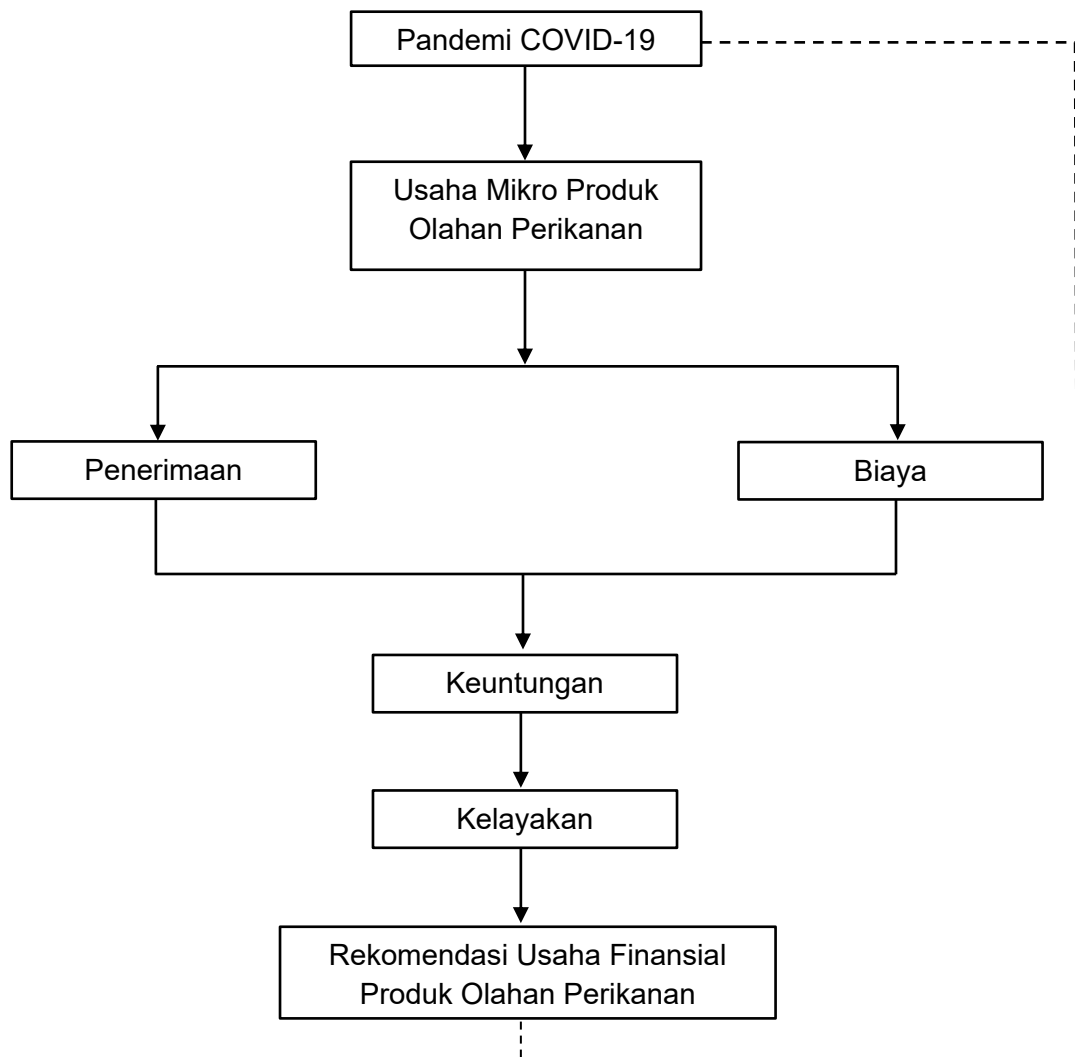 Pandemi COVID-19
Usaha Mikro Produk
Olahan Perikanan
Penerimaan
Biaya
Keuntungan
Kelayakan
Rekomendasi Usaha Finansial
Produk Olahan Perikanan